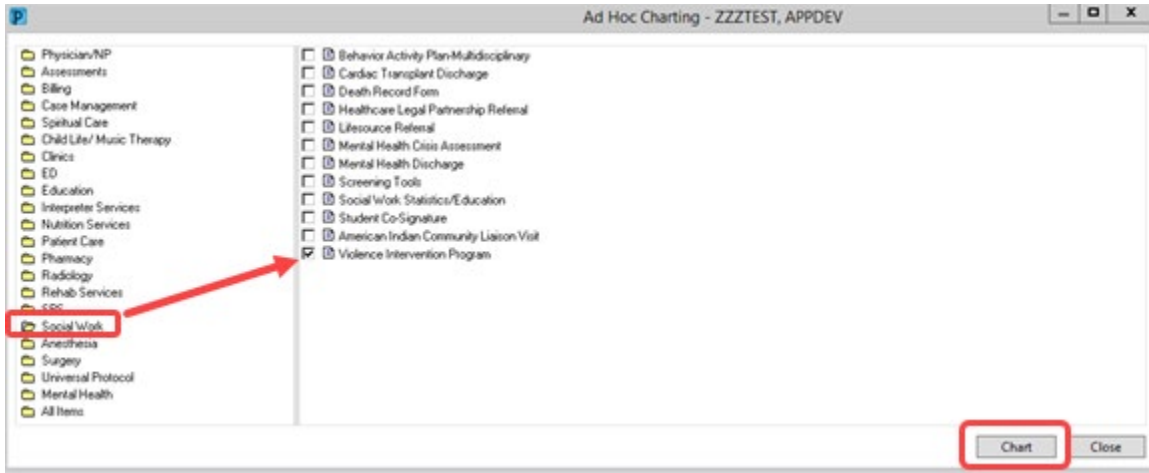 P
Ad Hoc Charting - ZZZTEST, APPDEV
Physician/NP
Assessments
Billing
Case Management
Spiritual Care
Child Life/ Music Therapy
Clinics
ED
Education
Interpreter Services
Nutrition Services
Patient Care
Pharmacy
Radiology
Rehab Services
Social Work
Anesthesia
Surgery
Universal Protocol
Mental Health
All Items
Behavior Activity Plan-Multidisciplinary
Cardiac Transplant Discharge
Death Record Form
Healthcare Legal Partnership Referral
Lifesource Referral
Mental Health Crisis Assessment
Mental Health Discharge
Screening Tools
Social Work Statistics/Education
Student Co-Signature
American Indian Community Liaison Visit
Violence Intervention Program
Chart
Close